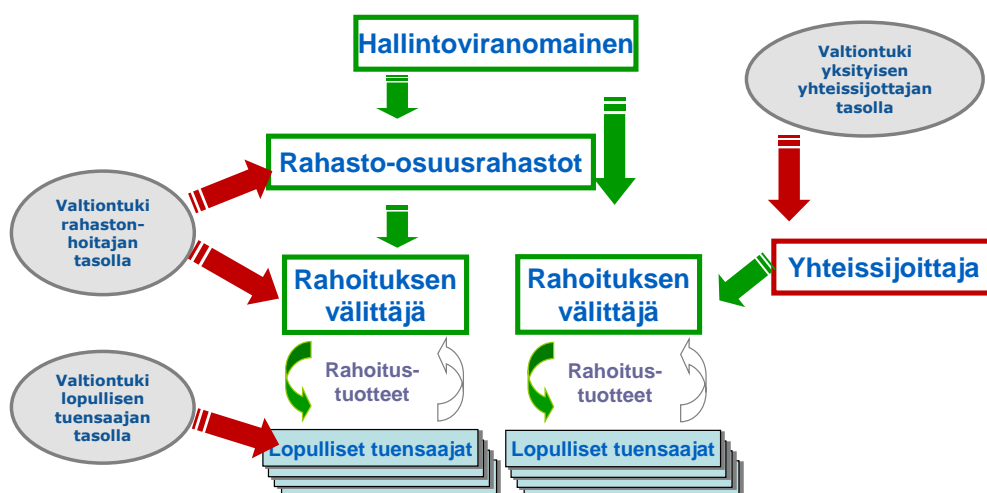 Hallintoviranomainen
Valtiontuki
yksityisen
yhteissijottajan
tasolla
Rahasto-osuusrahastot
Valtiontuki
rahaston-
hoitajan
tasolla
Rahoituksen
välittäjä
Rahoituksen
välittäjä
Yhteissijoittaja
Rahoitus-
tuotteet
Rahoitus-
tuotteet
Valtiontuki
lopullisen
tuensaajan
tasolla
Lopulliset tuensaajat
Lopulliset tuensaajat